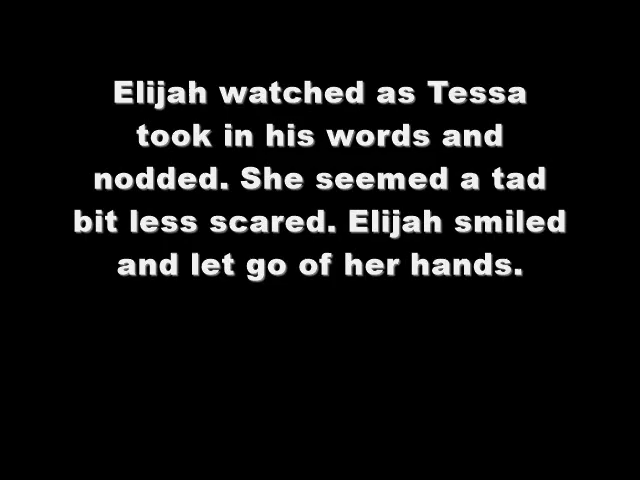 Elijah watched as Tessa
took in his words and
nodded. She seemed a tad
bit less scared. Elijah smiled
and let go of her hands.